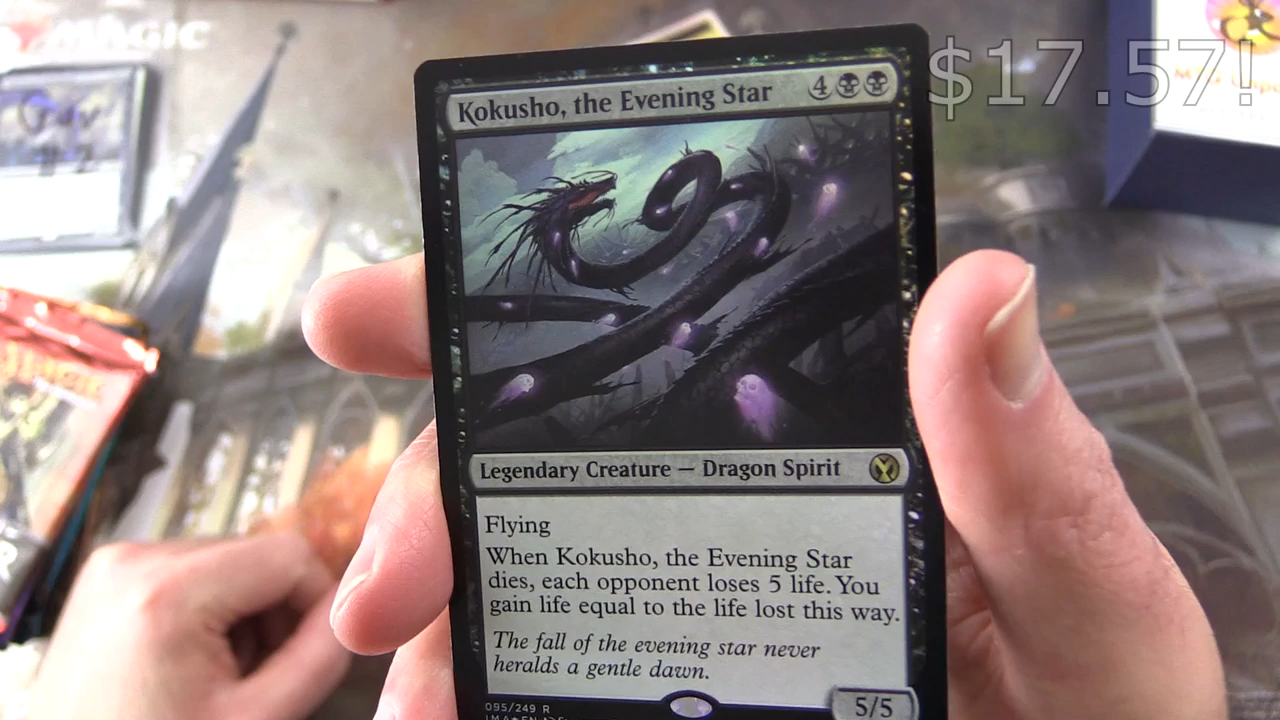 MAGIC
$17.57!
Kokusho, the Evening Star 4
Legendary Creature — Dragon Spirit
Flying
When Kokusho, the Evening Star
dies, each opponent loses 5 life. You
gain life equal to the life lost this way.
The fall of the evening star never
heralds a gentle dawn.
095/249 R
5/5
MAGIC